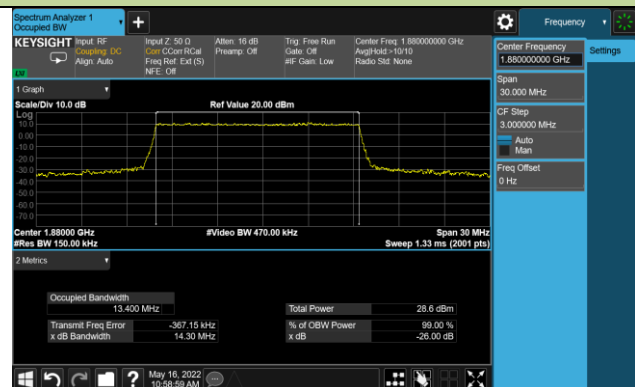 Spectrum Analyzer 1
Occupied BW
Frequency
KEYSIGHT
Input: RF
Coupling: DC
Align: Auto
Input Z: 50 Ω
Corr CCorr RCal
Freq Ref: Ext (S)
NFE: Off
Atten: 16 dB
Preamp: Off
Trig: Free Run
Gate: Off
#IF Gain: Low
Center Freq: 1.880000000 GHz
Avg|Hold:>10/10
Radio Std: None
Center Frequency
1.880000000 GHz
Settings
Span
30.000 MHz
CF Step
3.000000 MHz
Auto
Man
Freq Offset
0 Hz
1 Graph
Scale/Div 10.0 dB
Ref Value 20.00 dBm
Log
10.0
0.00
-10.0
-20.0
-30.0
-40.0
-50.0
-60.0
-70.0
Center 1.88000 GHz
#Video BW 470.00 kHz
Span 30 MHz
#Res BW 150.00 kHz
Sweep 1.33 ms (2001 pts)
2 Metrics
Occupied Bandwidth
13.400 MHz
Total Power 28.6 dBm
Transmit Freq Error -367.15 kHz
% of OBW Power 99.00 %
x dB Bandwidth 14.30 MHz
x dB -26.00 dB
?
May 16, 2022
10:58:59 AM